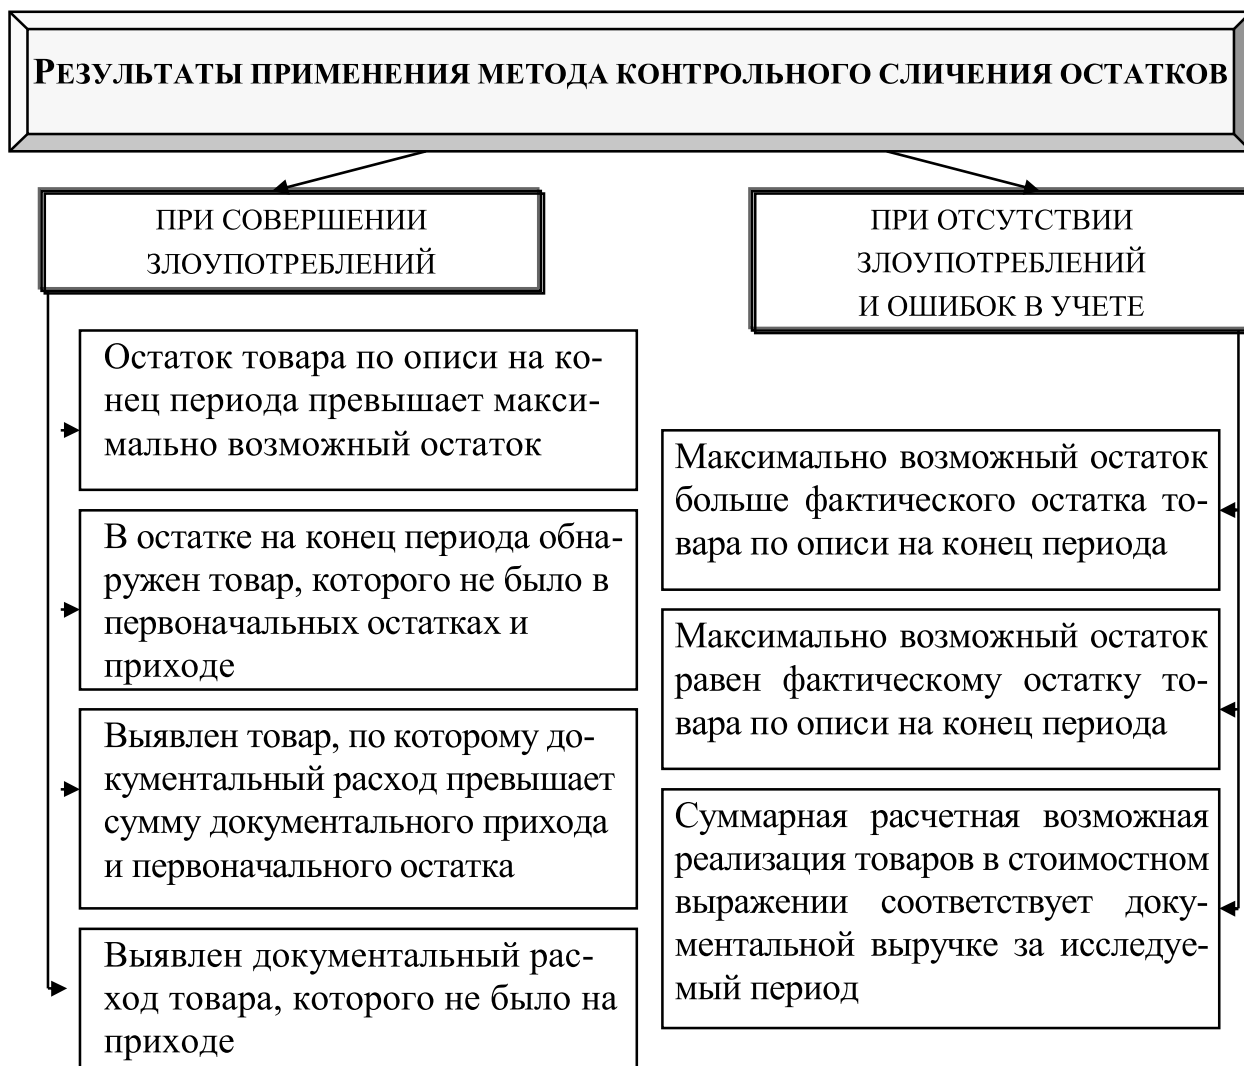 РЕЗУЛЬТАТЫ ПРИМЕНЕНИЯ МЕТОДА КОНТРОЛЬНОГО СЛИЧЕНИЯ ОСТАТКОВ
ПРИ СОВЕРШЕНИИ
ЗЛОУПОТРЕБЛЕНИЙ
Остаток товара по описи на ко-
нец периода превышает макси-
мально возможный остаток
В остатке на конец периода обна-
ружен товар, которого не было в
первоначальных остатках и
приходе
Выявлен товар, по которому до-
кументальный расход превышает
сумму документального прихода
и первоначального остатка
Выявлен документальный рас-
ход товара, которого не было на
приходе
ПРИ ОТСУТСТВИИ
ЗЛОУПОТРЕБЛЕНИЙ
И ОШИБОК В УЧЕТЕ
Максимально возможный остаток
больше фактического остатка то-
вара по описи на конец периода
Максимально возможный остаток
равен фактическому остатку то-
вара по описи на конец периода
Суммарная расчетная возможная
реализация товаров в стоимостном
выражении соответствует доку-
ментальной выручке за исследуе-
мый период